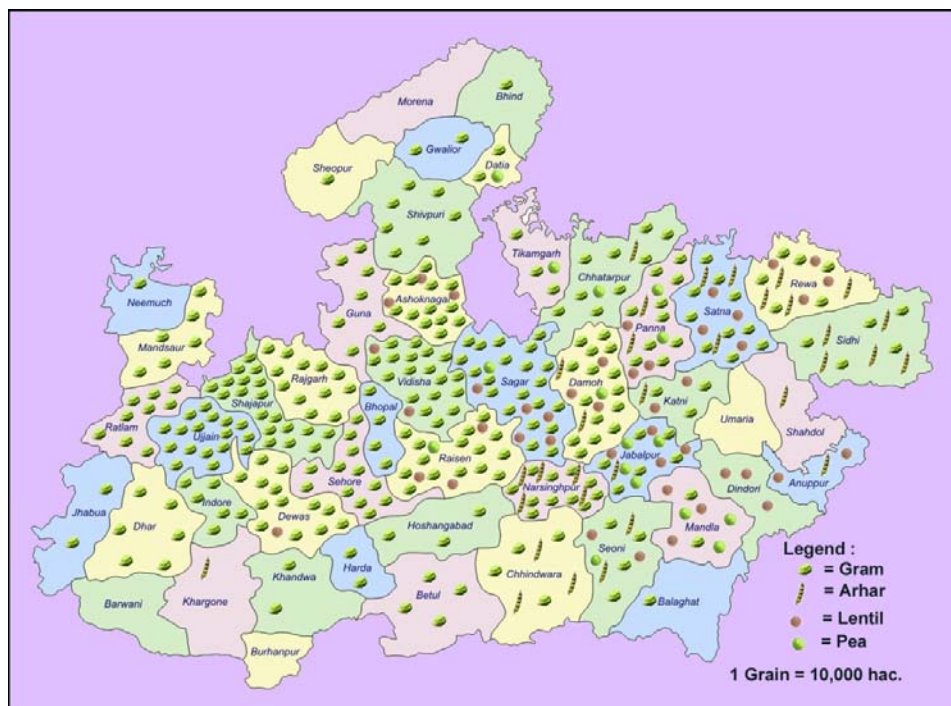 Morena
Bhind
Gwalior
Datia
Sheopur
Shivpuri
Tikamgarh
Chhatarpur
Neemuch
Guna
Ashoknagar
Panna
Satna
Rewa
Mandsaur
Sidhi
Rajgarh
Vidisha
Sagar
Damoh
Shajapur
Bhopal
Katni
Umaria
Ratlam
Ujjain
Shahdol
Raisen
Jabalpur
Sehore
Narsinghpur
Dindori
Anuppur
Jhabua
Indore
Dewas
Dhar
Hoshangabad
Mandla
Seoni
Harda
Khandwa
Chhindwara
Barwani
Khargone
Betul
Balaghat
Burhanpur
Legend :
= Gram
= Arhar
= Lentil
= Pea
1 Grain = 10,000 hac.